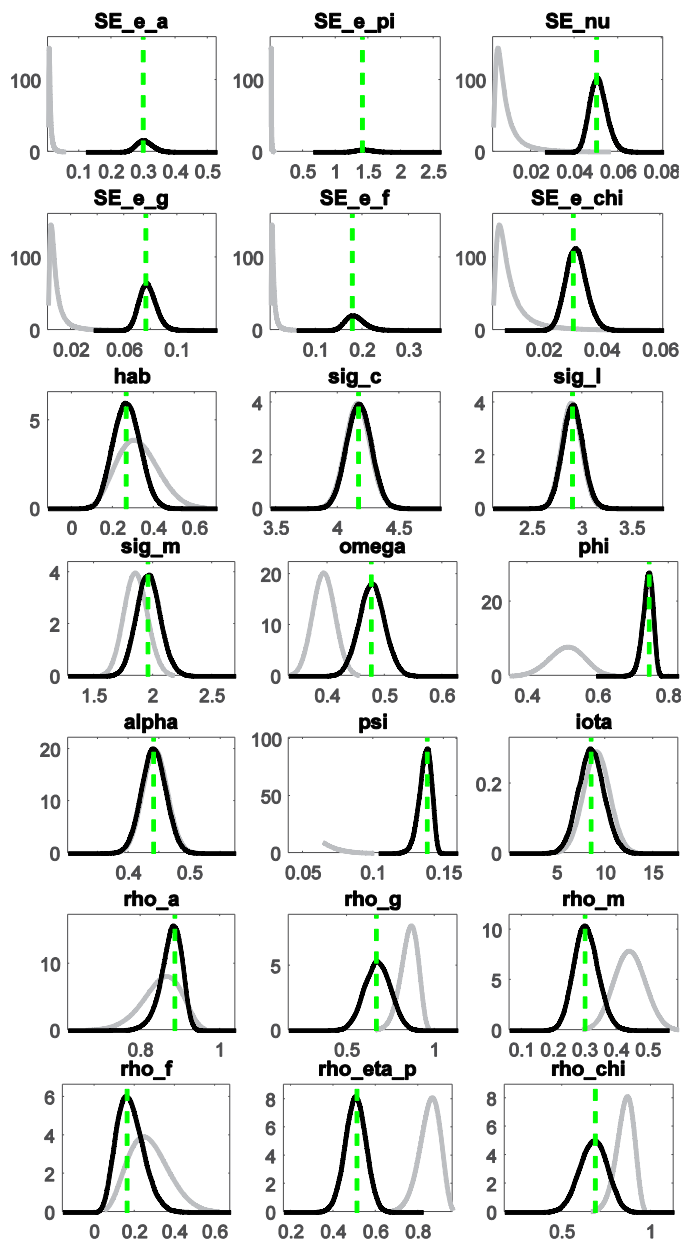 SE_e_a SE_e_pi SE_nu
100 100 100
0 0 0
0.1 0.2 0.3 0.4 0.5 0.5 1 1.5 2 2.5 0.02 0.04 0.06 0.08
SE_e_g SE_e_f SE_e_chi
100 100 100
0 0 0
0.02 0.06 0.1 0.1 0.2 0.3 0.02 0.04 0.06
hab sig_c sig_l
5 4 4
2 2
0 0 0
0 0.2 0.4 0.6 3.5 4 4.5 2.5 3 3.5
sig_m omega phi
4 20 20
2 10
0 0 0
1.5 2 2.5 0.4 0.5 0.6 0.4 0.6 0.8
alpha psi iota
20 100 0.2
10 50
0 0 0
0.4 0.5 0.05 0.1 0.15 5 10 15
rho_a rho_g rho_m
10 5 10
5
0 0 0
0.8 1 0.5 1 0.1 0.2 0.3 0.4 0.5
rho_f rho_eta_p rho_chi
6 8 8
4 6 6
2 4 4
0 2 2
0 0
0 0.2 0.4 0.6 0.2 0.4 0.6 0.8 0.5 1